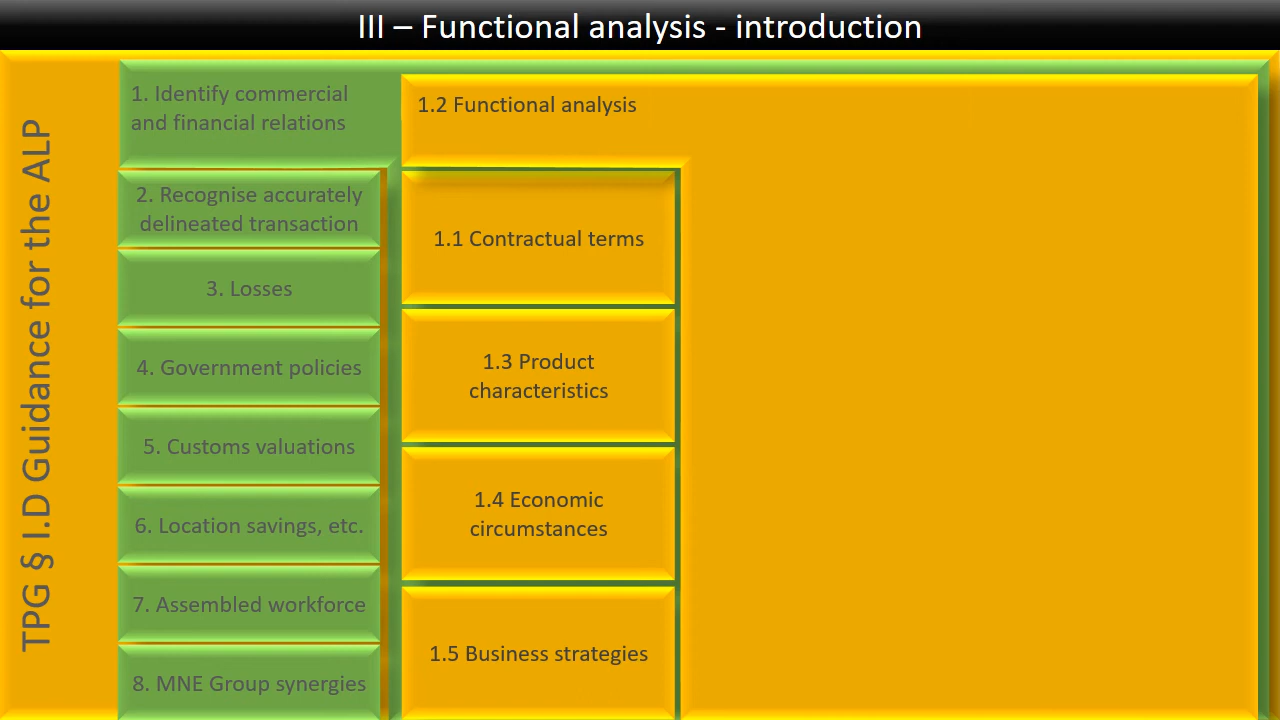 III – Functional analysis - introduction
TPG § I.D Guidance for the ALP
1. Identify commercial
and financial relations
2. Recognise accurately
delineated transaction
3. Losses
4. Government policies
5. Customs valuations
6. Location savings, etc.
7. Assembled workforce
8. MNE Group synergies
1.2 Functional analysis
1.1 Contractual terms
1.3 Product
characteristics
1.4 Economic
circumstances
1.5 Business strategies